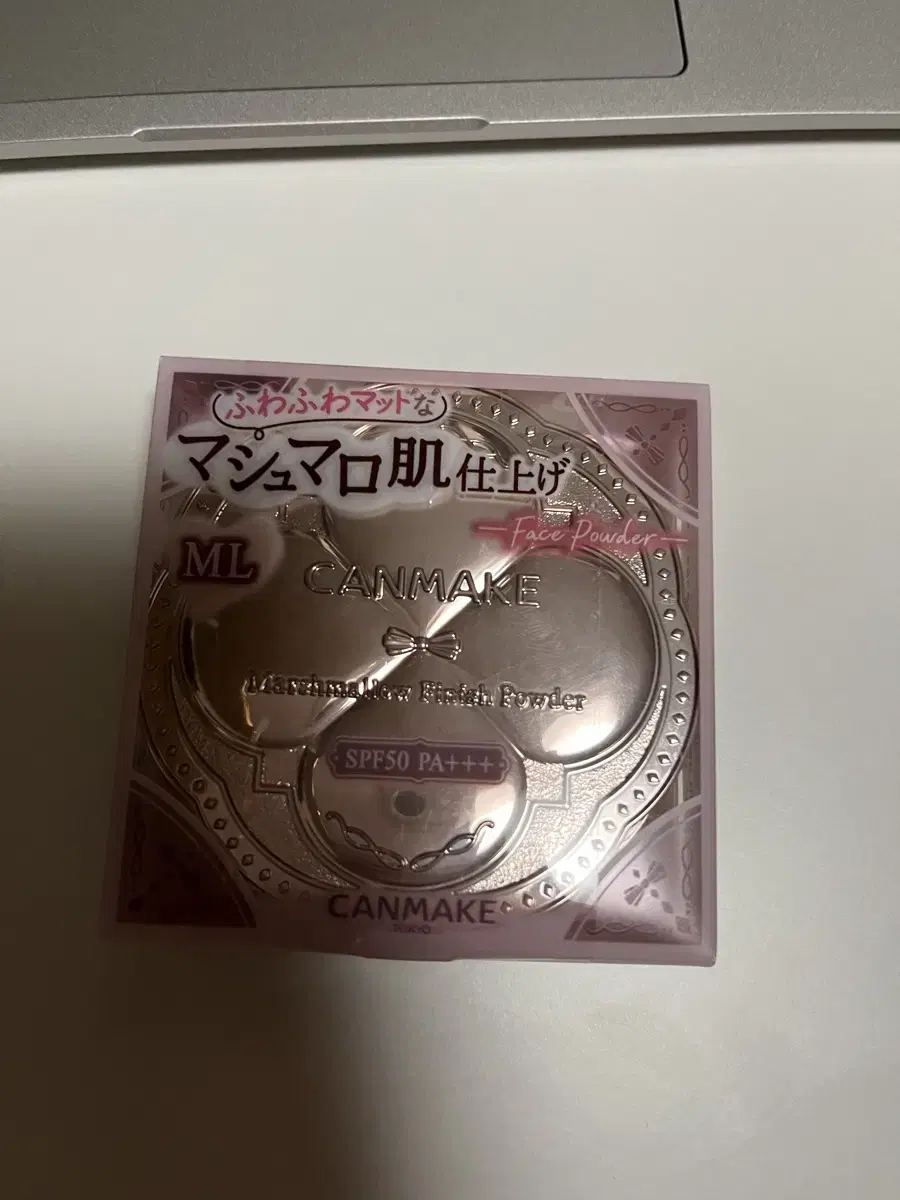 ふわふわマットな
マシュマロ肌仕上げ
Face Powder
ML
CANMAKE
Marshmallow Finish Powder
SPF50 PA+++
CANMAKE
TOKYO